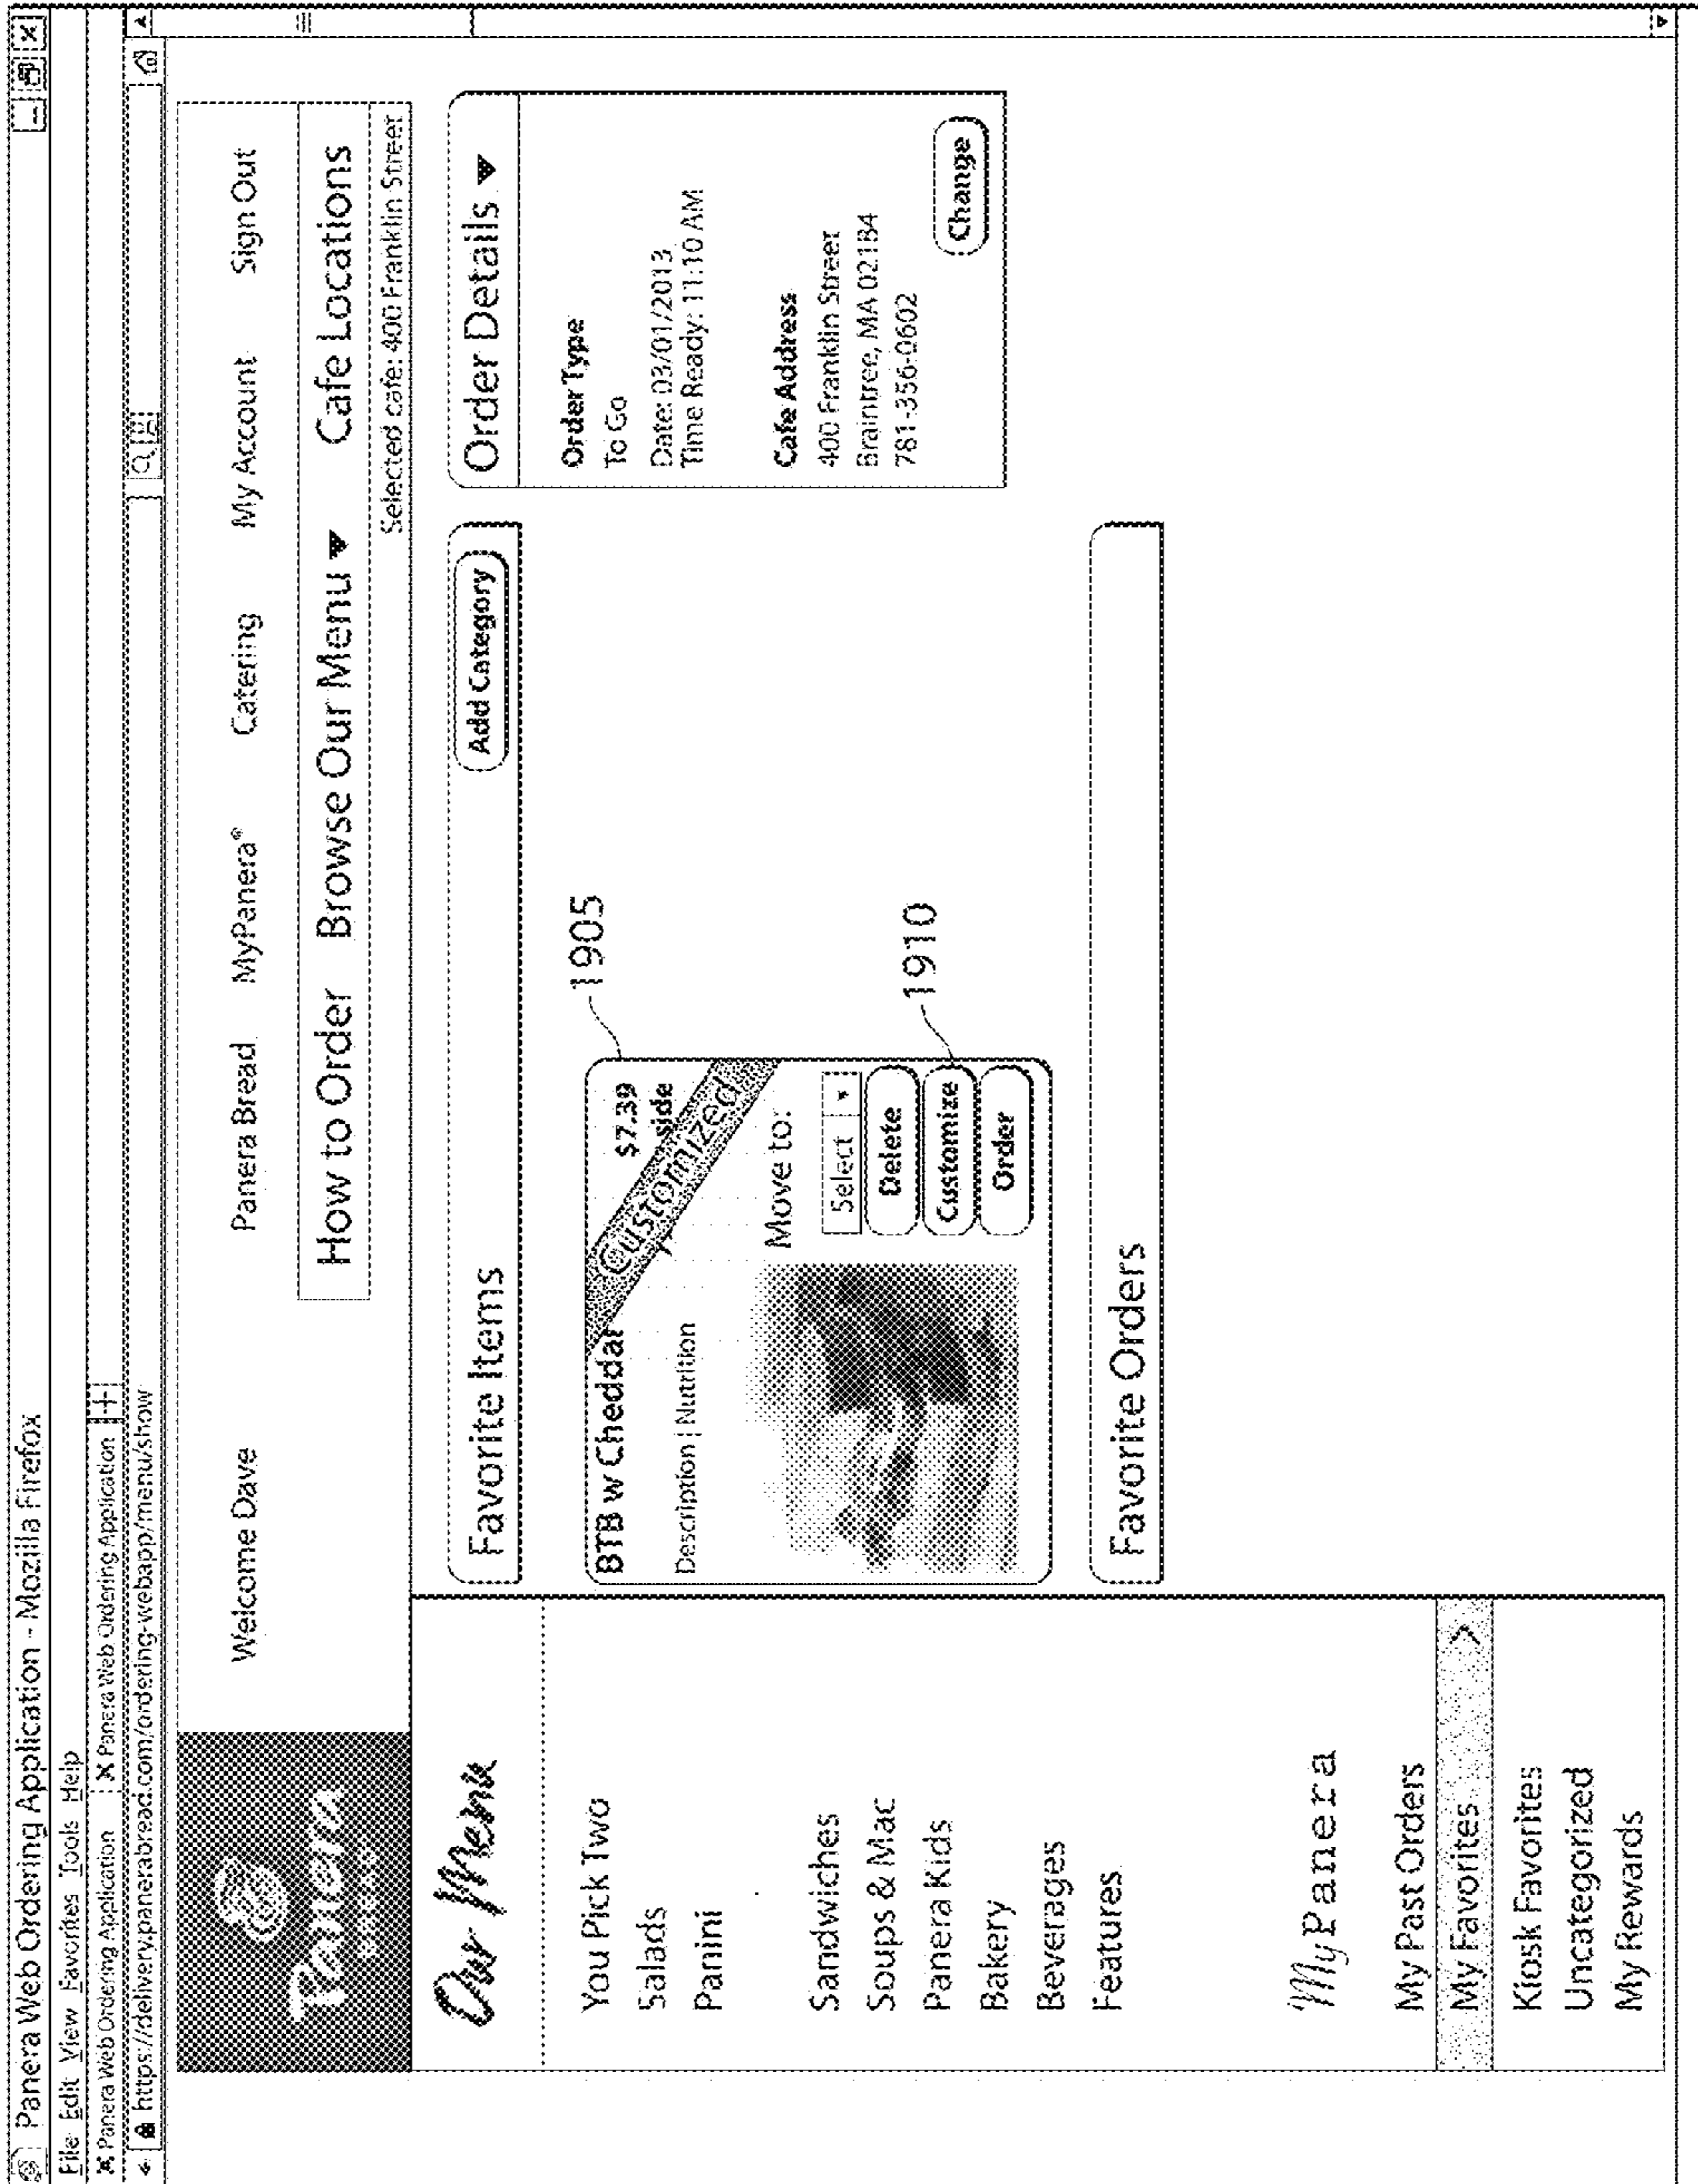 Panera Web Ordering Application - Mozilla Firefox
File Edit View Favorites Tools Help
Panera Web Ordering Application
Panera Web Ordering Application
https://delivery.panerabread.com/ordering-webapp/menu/show
Panera
BREAD
Welcome Dave
Panera Bread MyPanera® Catering My Account Sign Out
How to Order Browse Our Menu Cafe Locations
Selected cafe: 400 Franklin Street
Our Menu
You Pick Two
Salads
Panini
Sandwiches
Soups & Mac
Panera Kids
Bakery
Beverages
Features
MyPanera
My Past Orders
My Favorites
Kiosk Favorites
Uncategorized
My Rewards
Favorite Items
Add Category
BTB w Cheddar
$7.39
side
Customized
Description | Nutrition
Move to:
Select
Delete
Customize
Order
1905
1910
Favorite Orders
Order Details
Order Type
To Go
Date: 03/01/2013
Time Ready: 11:10 AM
Cafe Address
400 Franklin Street
Braintree, MA 02184
781-356-0602
Change